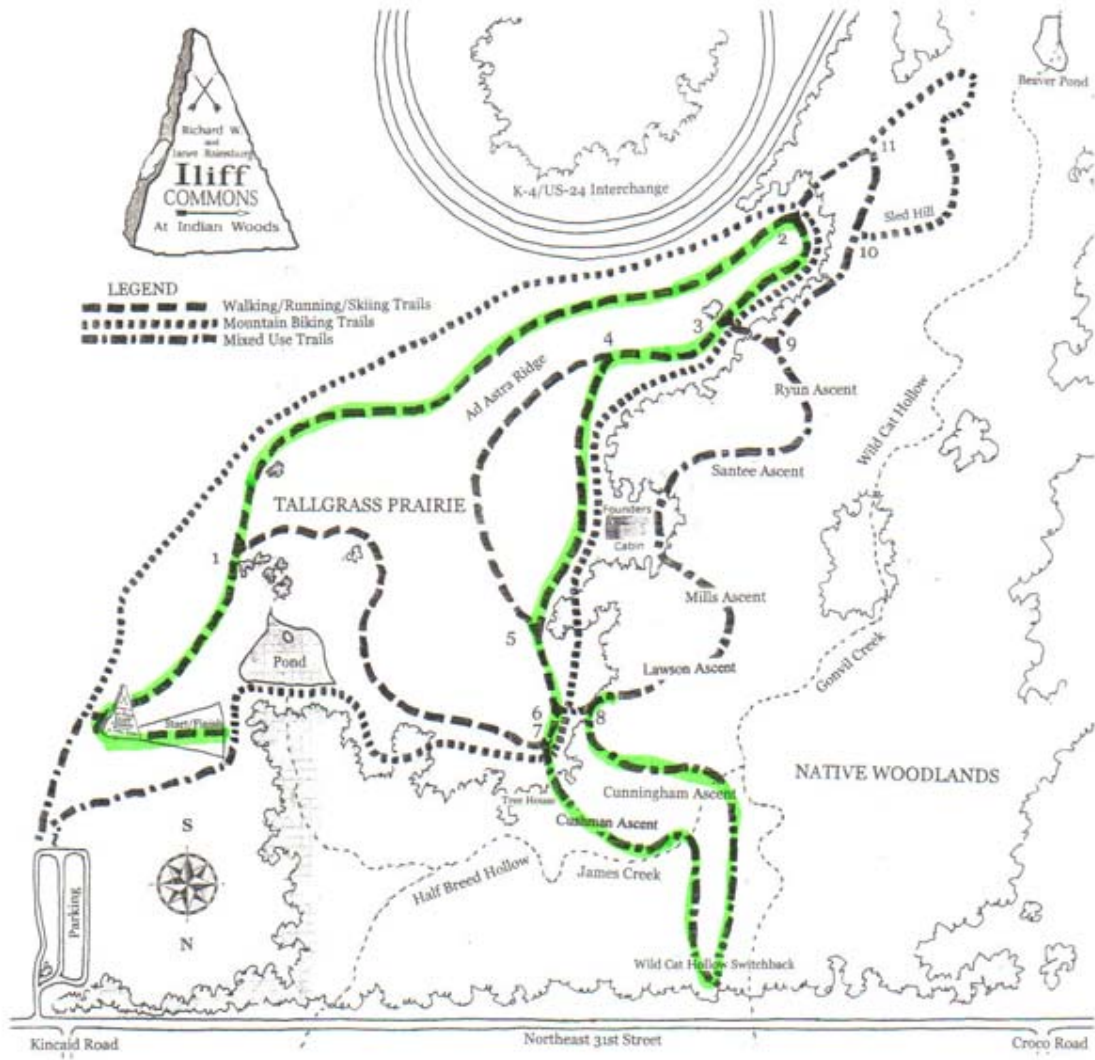 Richard W.
and
Janet Rosenburg
Iliff
COMMONS
At Indian Woods
K-4/US-24 Interchange
Beaver Pond
LEGEND
Walking/Running/Skiing Trails
Mountain Biking Trails
Mixed Use Trails
11
Sled Hill
10
2
3
9
4
Ad Astra Ridge
Ryun Ascent
Wild Cat Hollow
Santee Ascent
TALLGRASS PRAIRIE
Founders
Cabin
1
Mills Ascent
5
Pond
Lawson Ascent
Gonvil Creek
Start/Finish
6
7
8
NATIVE WOODLANDS
Cunningham Ascent
Tree House
Cushman Ascent
S
N
Half Breed Hollow
James Creek
Parking
Wild Cat Hollow Switchback
Kincaid Road
Northeast 31st Street
Croco Road